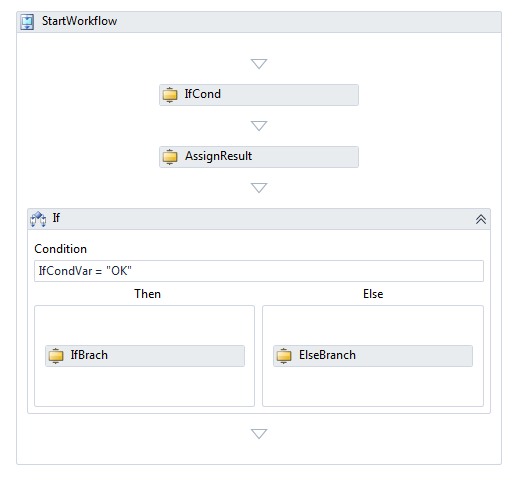 StartWorkflow
IfCond
AssignResult
If
Condition
IfCondVar = "OK"
Then
Else
IfBrach
ElseBranch